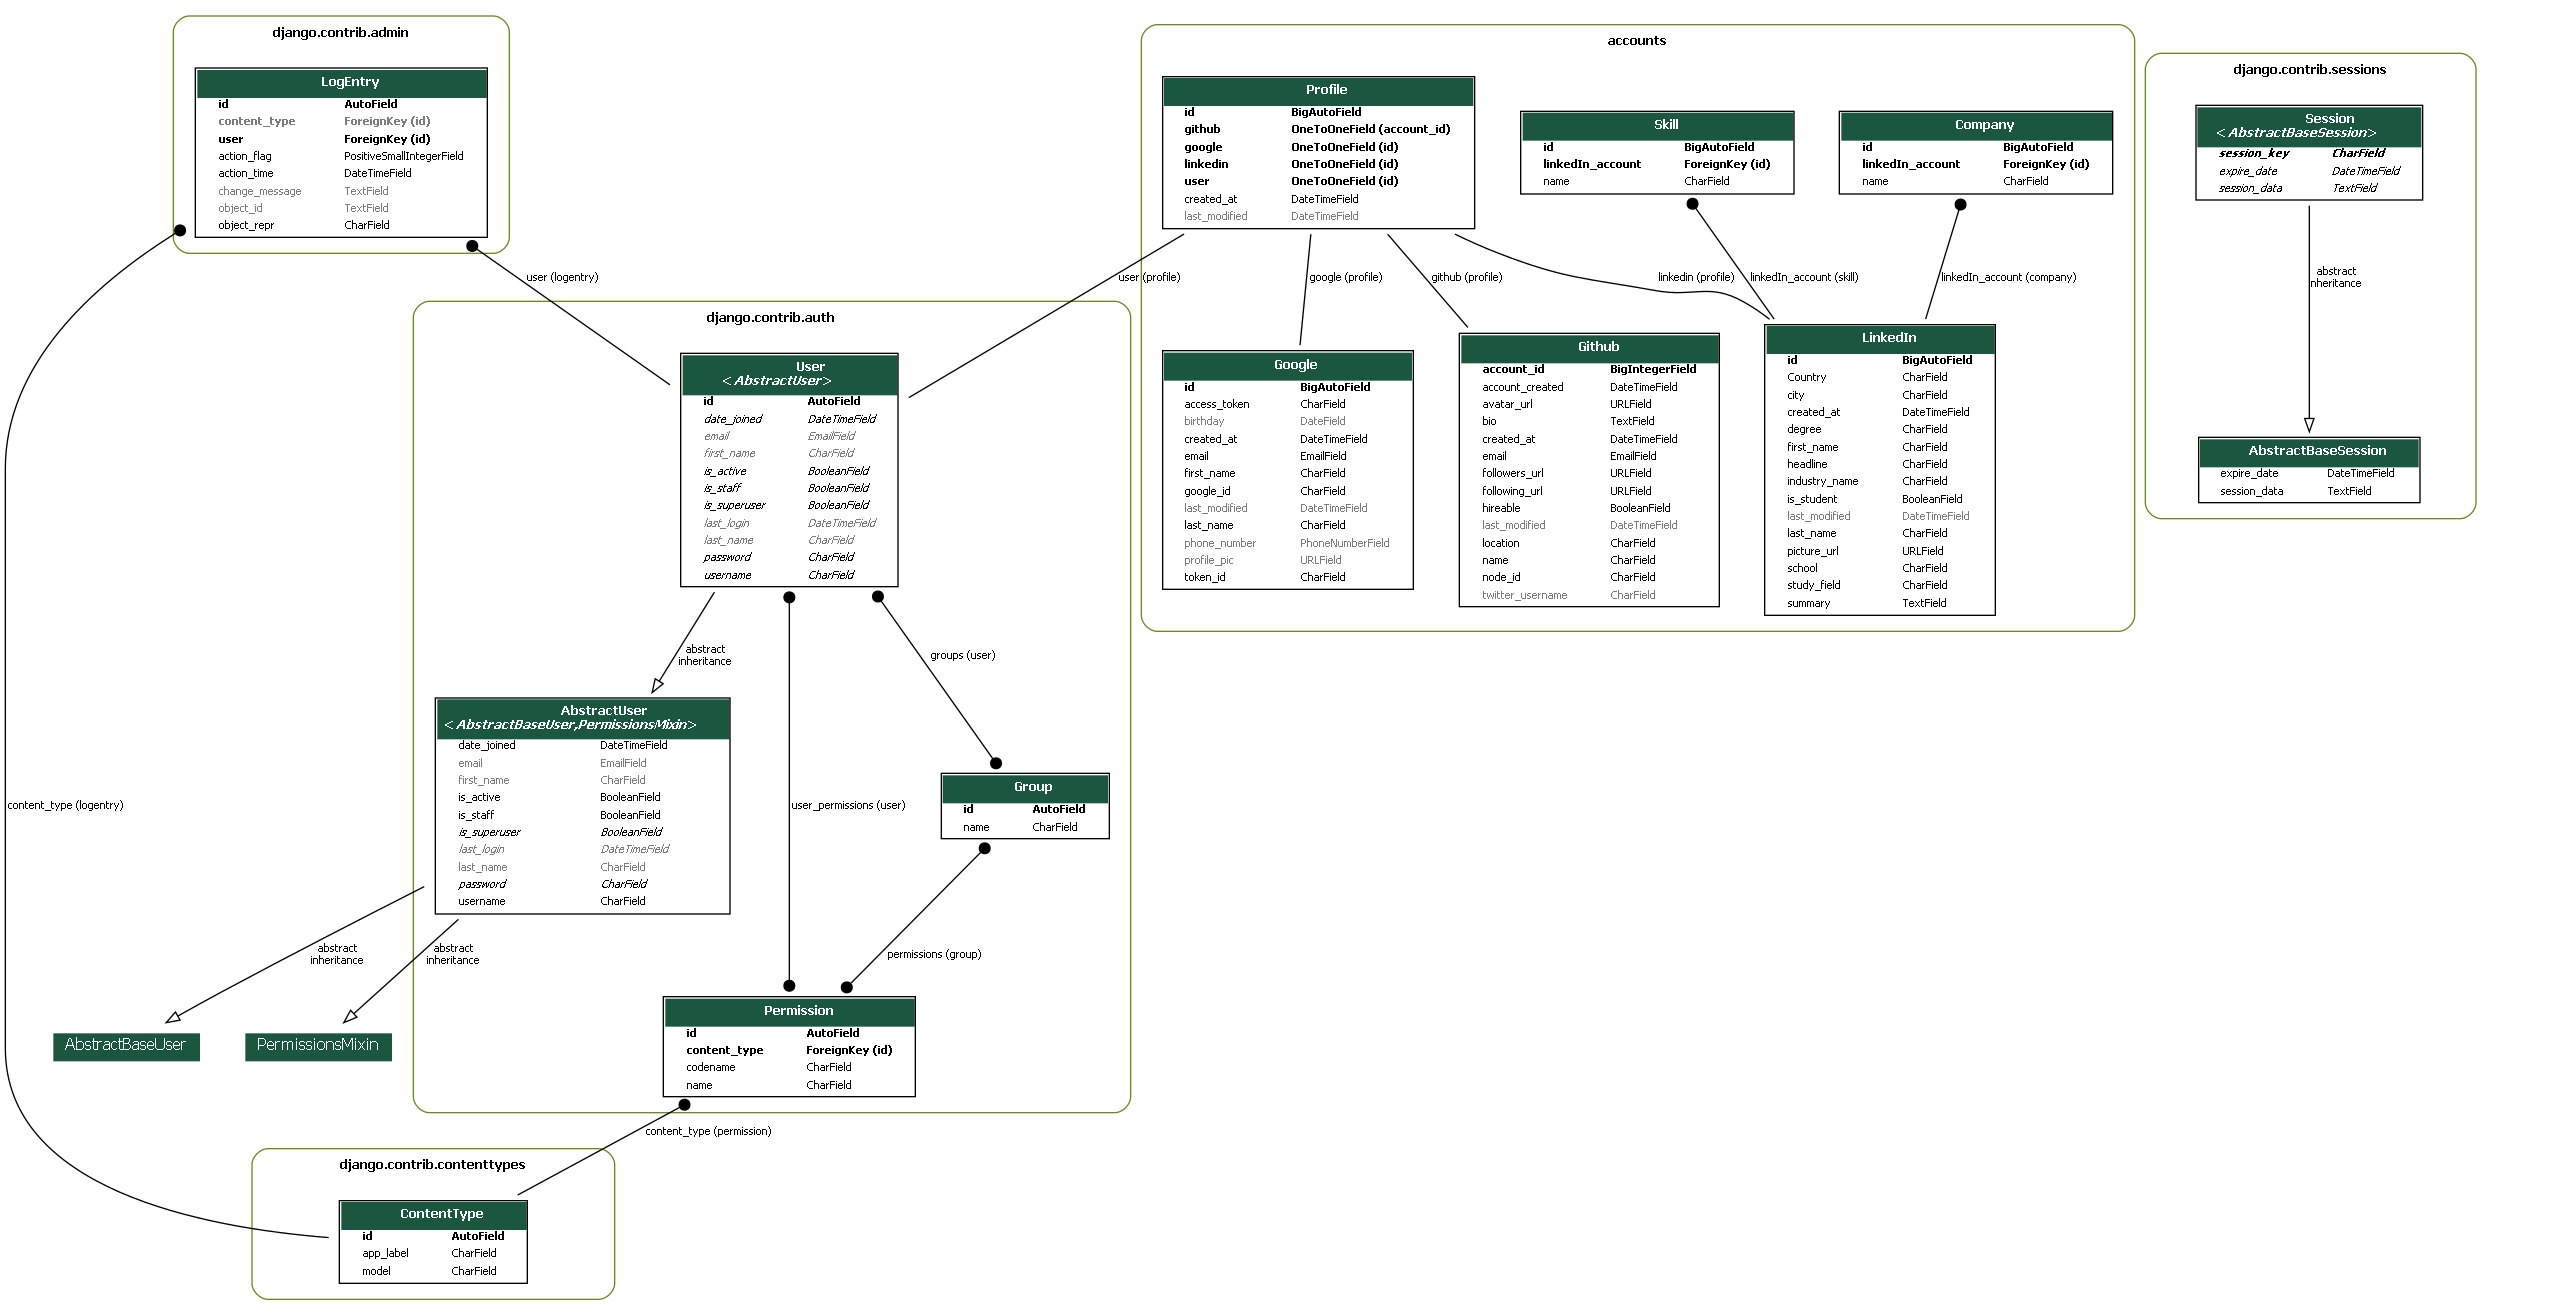 django.contrib.admin
LogEntry
id AutoField
content_type ForeignKey (id)
user ForeignKey (id)
action_flag PositiveSmallIntegerField
action_time DateTimeField
change_message TextField
object_id TextField
object_repr CharField
accounts
Profile
id BigAutoField
github OneToOneField (account_id)
google OneToOneField (id)
linkedin OneToOneField (id)
user OneToOneField (id)
created_at DateTimeField
last_modified DateTimeField
Skill
id BigAutoField
linkedIn_account ForeignKey (id)
name CharField
Company
id BigAutoField
linkedIn_account ForeignKey (id)
name CharField
django.contrib.sessions
Session
<AbstractBaseSession>
session_key CharField
expire_date DateTimeField
session_data TextField
user (logentry)
user (profile)
google (profile)
github (profile)
linkedin (profile)
linkedIn_account (skill)
linkedIn_account (company)
abstract
inheritance
django.contrib.auth
User
<AbstractUser>
id AutoField
date_joined DateTimeField
email EmailField
first_name CharField
is_active BooleanField
is_staff BooleanField
is_superuser BooleanField
last_login DateTimeField
last_name CharField
password CharField
username CharField
Google
id BigAutoField
access_token CharField
birthday DateField
created_at DateTimeField
email EmailField
first_name CharField
google_id CharField
last_modified DateTimeField
last_name CharField
phone_number PhoneNumberField
profile_pic URLField
token_id CharField
Github
account_id BigIntegerField
account_created DateTimeField
avatar_url URLField
bio TextField
created_at DateTimeField
email EmailField
followers_url URLField
following_url URLField
hireable BooleanField
last_modified DateTimeField
location CharField
name CharField
node_id CharField
twitter_username CharField
LinkedIn
id BigAutoField
Country CharField
city CharField
created_at DateTimeField
degree CharField
first_name CharField
headline CharField
industry_name CharField
is_student BooleanField
last_modified DateTimeField
last_name CharField
picture_url URLField
school CharField
study_field CharField
summary TextField
AbstractBaseSession
expire_date DateTimeField
session_data TextField
abstract
inheritance
groups (user)
AbstractUser
<AbstractBaseUser,PermissionsMixin>
date_joined DateTimeField
email EmailField
first_name CharField
is_active BooleanField
is_staff BooleanField
is_superuser BooleanField
last_login DateTimeField
last_name CharField
password CharField
username CharField
content_type (logentry)
user_permissions (user)
Group
id AutoField
name CharField
abstract
inheritance
abstract
inheritance
permissions (group)
AbstractBaseUser
PermissionsMixin
Permission
id AutoField
content_type ForeignKey (id)
codename CharField
name CharField
content_type (permission)
django.contrib.contenttypes
ContentType
id AutoField
app_label CharField
model CharField